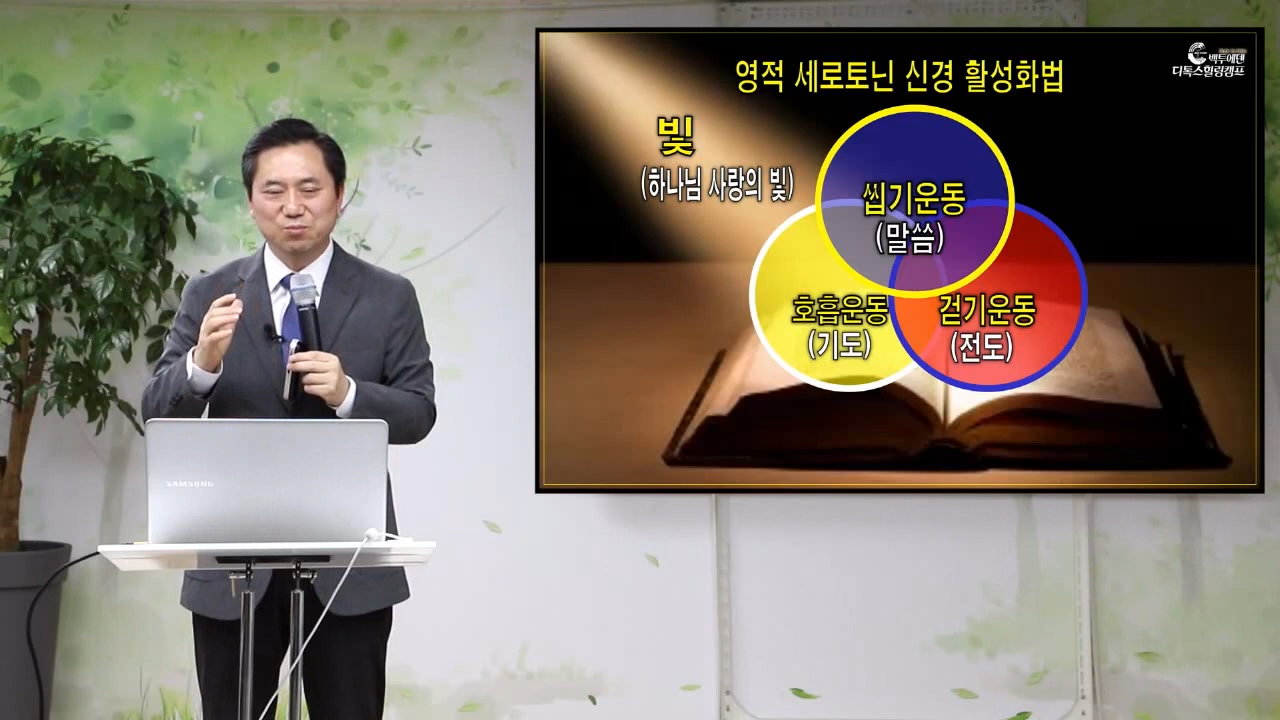 백투에덴
디톡스힐링캠프
영적 세로토닌 신경 활성화법
빛
(하나님 사랑의 빛)
씹기운동
(말씀)
호흡운동
(기도)
걷기운동
(전도)
SAMSUNG